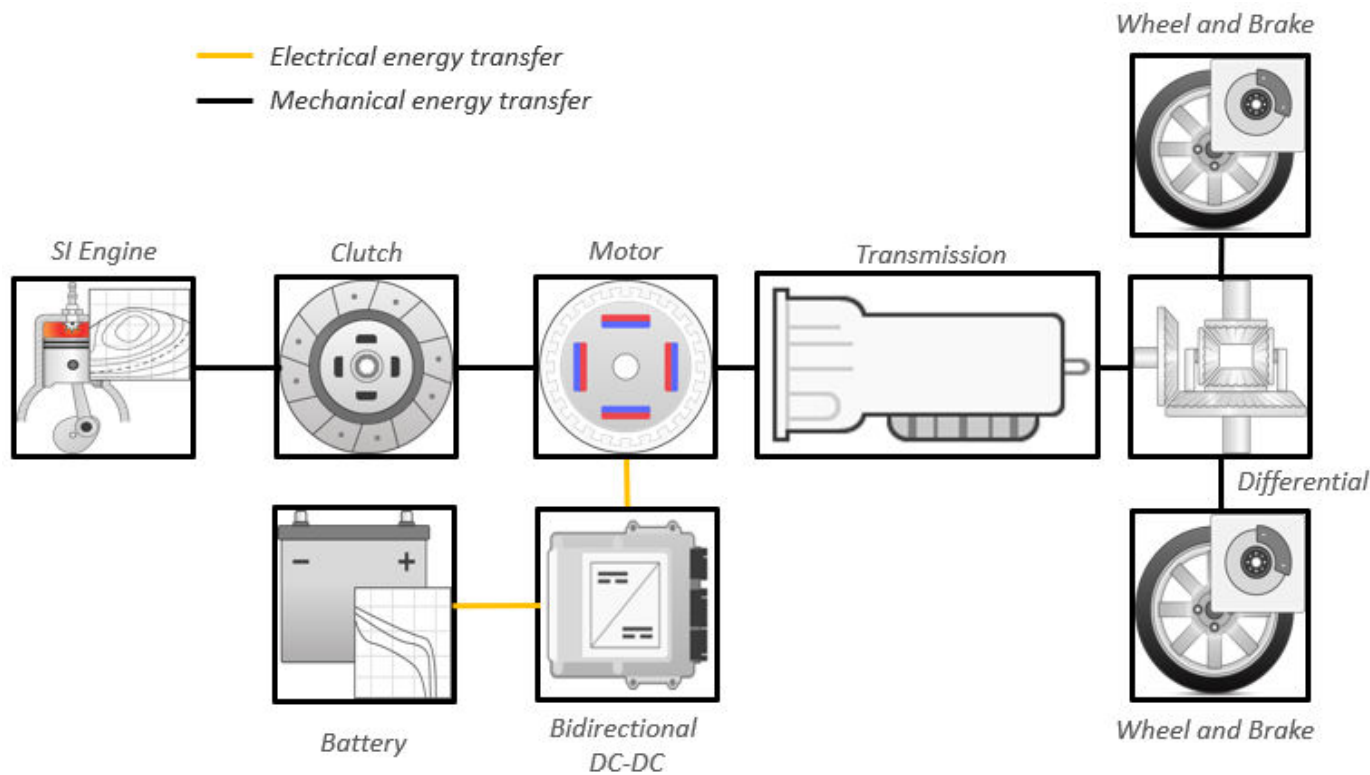 Electrical energy transfer
Mechanical energy transfer
Wheel and Brake
SI Engine
Clutch
Motor
Transmission
Differential
Battery
Bidirectional
DC-DC
Wheel and Brake